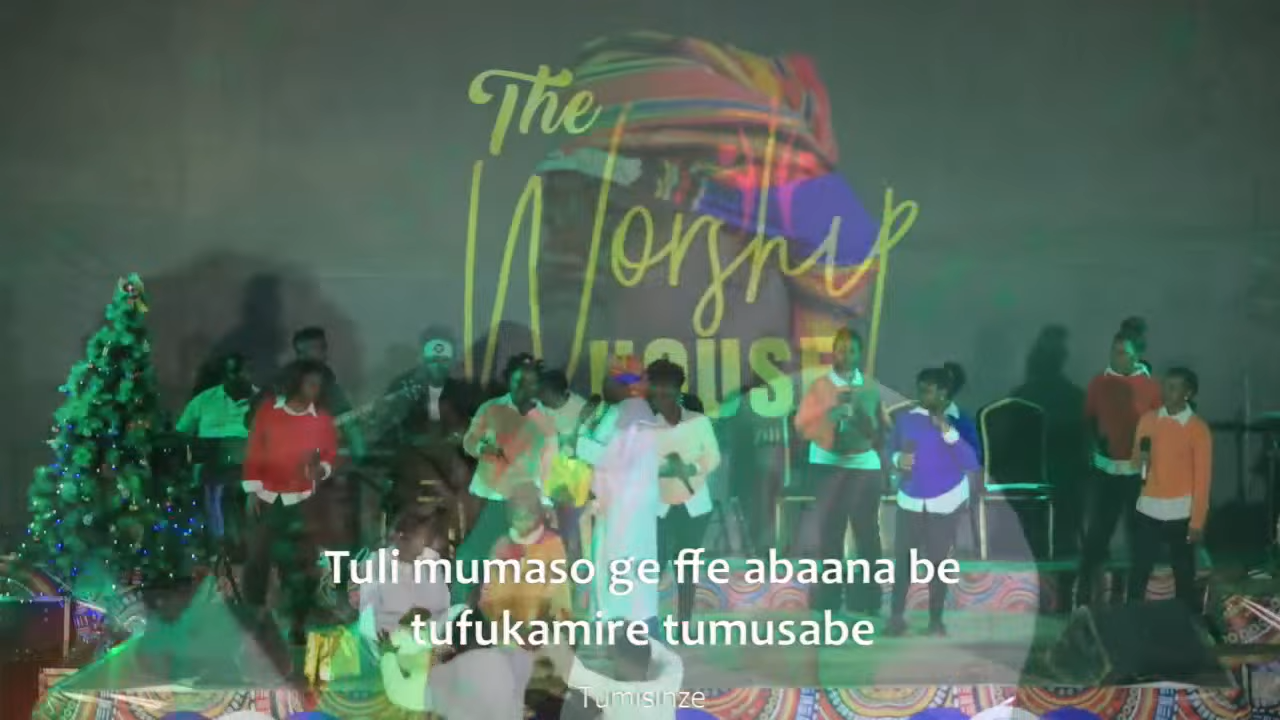 The
Worship
HOUSE
Tuli mumaso ge ffe abaana be
tufukamire tumusabe
Tumisinze